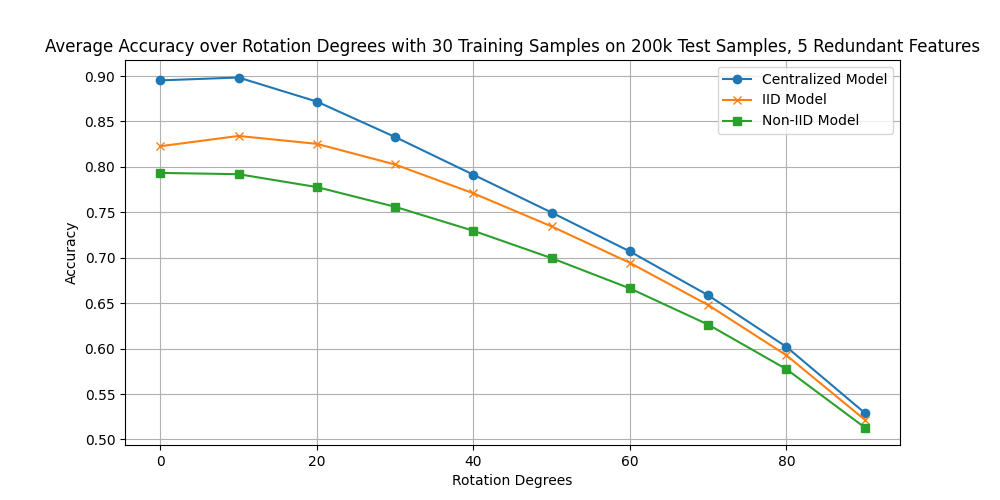 Average Accuracy over Rotation Degrees with 30 Training Samples on 200k Test Samples, 5 Redundant Features
Centralized Model
IID Model
Non-IID Model
0.90
0.85
0.80
0.75
0.70
0.65
0.60
0.55
0.50
Accuracy
0 20 40 60 80
Rotation Degrees